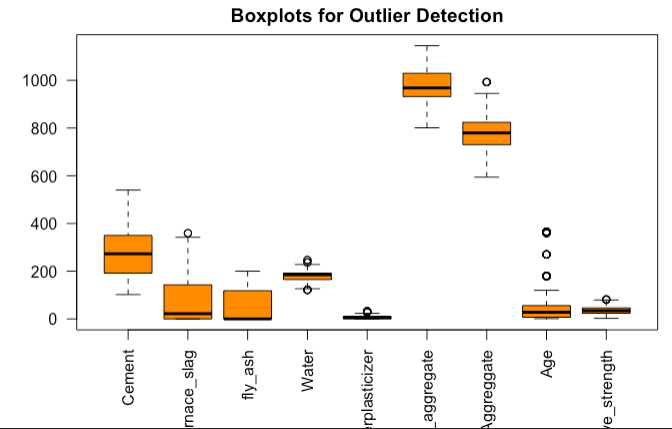 Boxplots for Outlier Detection
1000
800
600
400
200
0
Cement
rnace_slag
fly_ash
Water
erplasticizer
_aggregate
Aggreggate
Age
ve_strength